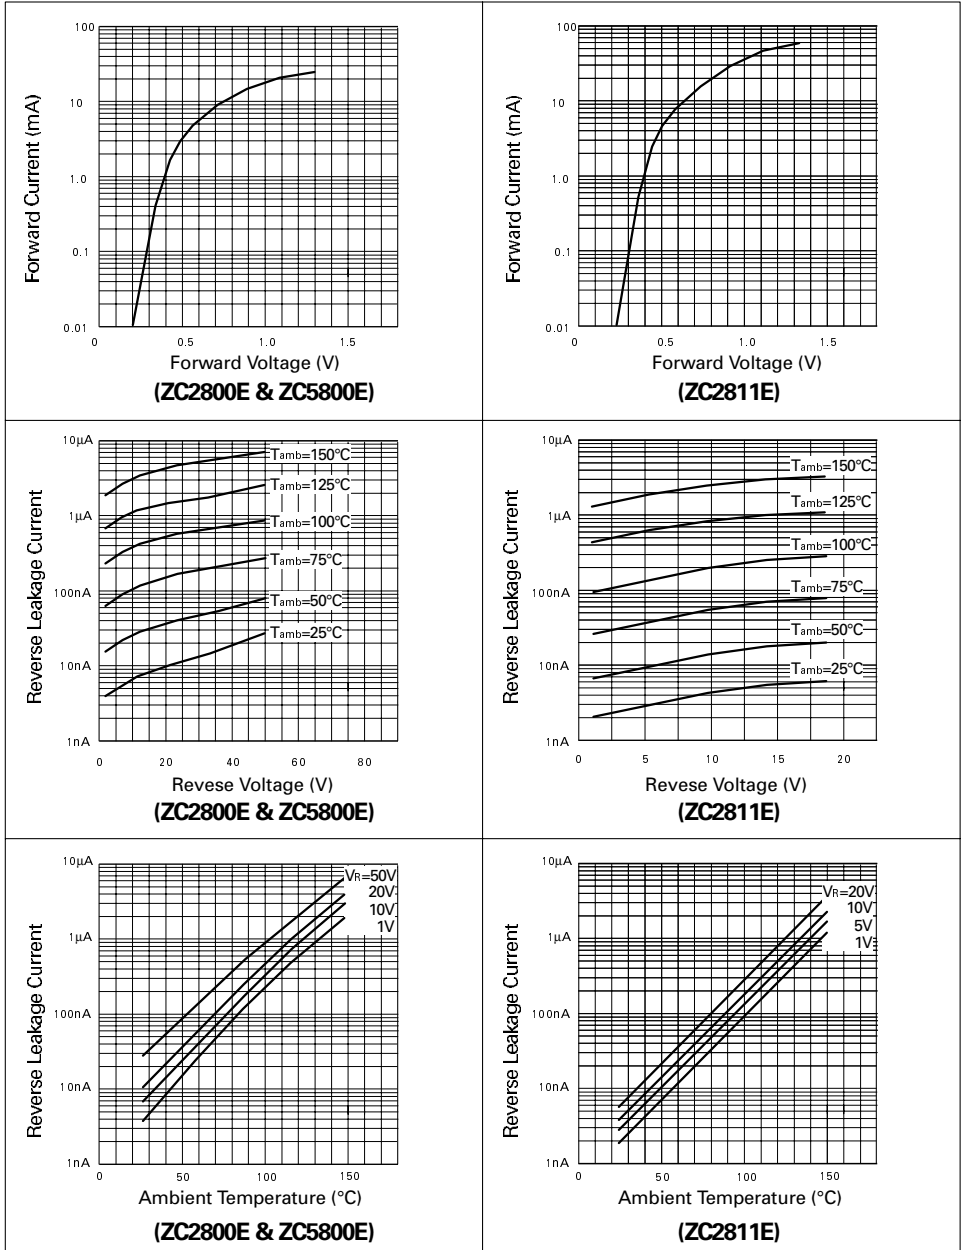 100
10
1.0
0.1
0.01
Forward Current (mA)
0
0.5
1.0
1.5
Forward Voltage (V)
(ZC2800E & ZC5800E)
100
10
1.0
0.1
0.01
Forward Current (mA)
0
0.5
1.0
1.5
Forward Voltage (V)
(ZC2811E)
10µA
1µA
100nA
10nA
1nA
Reverse Leakage Current
Tamb=150°C
Tamb=125°C
Tamb=100°C
Tamb=75°C
Tamb=50°C
Tamb=25°C
0
20
40
60
80
Revese Voltage (V)
(ZC2800E & ZC5800E)
10µA
1µA
100nA
10nA
1nA
Reverse Leakage Current
Tamb=150°C
Tamb=125°C
Tamb=100°C
Tamb=75°C
Tamb=50°C
Tamb=25°C
0
5
10
15
20
Revese Voltage (V)
(ZC2811E)
10µA
1µA
100nA
10nA
1nA
Reverse Leakage Current
VR=50V
20V
10V
1V
0
50
100
150
Ambient Temperature (°C)
(ZC2800E & ZC5800E)
10µA
1µA
100nA
10nA
1nA
Reverse Leakage Current
VR=20V
10V
5V
1V
0
50
100
150
Ambient Temperature (°C)
(ZC2811E)